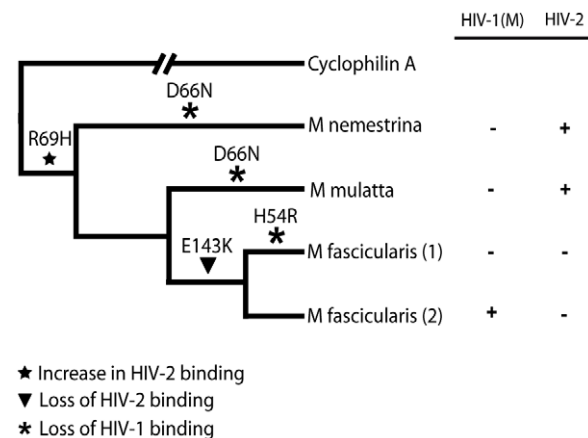 HIV-1(M) HIV-2
Cyclophilin A
D66N
M nemestrina - +
R69H
D66N
M mulatta - +
H54R
E143K
M fascicularis (1) - -
M fascicularis (2) + -
Increase in HIV-2 binding
Loss of HIV-2 binding
Loss of HIV-1 binding